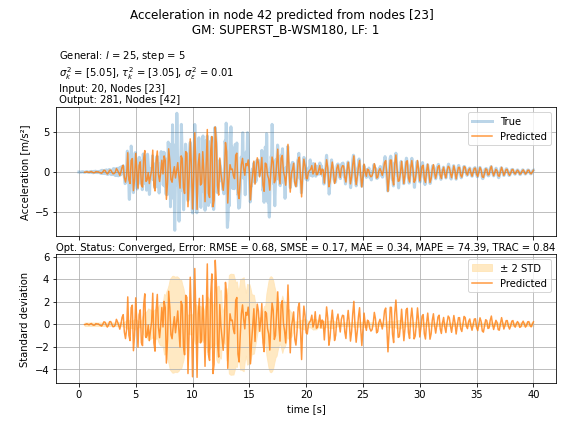 Acceleration in node 42 predicted from nodes [23]
GM: SUPERST_B-WSM180, LF: 1
General: l = 25, step = 5
σ²ₖ = [5.05], τ²ₖ = [3.05], σ²ε = 0.01
Input: 20, Nodes [23]
Output: 281, Nodes [42]
Acceleration [m/s²]
5
0
−5
True
Predicted
Opt. Status: Converged, Error: RMSE = 0.68, SMSE = 0.17, MAE = 0.34, MAPE = 74.39, TRAC = 0.84
Standard deviation
6
4
2
0
−2
−4
± 2 STD
Predicted
0 5 10 15 20 25 30 35 40
time [s]